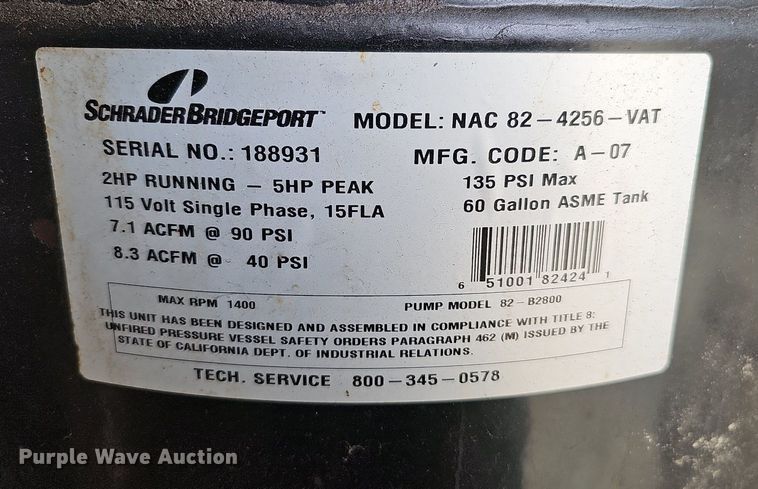 SCHRADERBRIDGEPORT™ MODEL: NAC 82-4256-VAT
SERIAL NO.: 188931 MFG. CODE: A-07
2HP RUNNING - 5HP PEAK 135 PSI Max
115 Volt Single Phase, 15FLA 60 Gallon ASME Tank
7.1 ACFM @ 90 PSI
8.3 ACFM @ 40 PSI
6 51001 82424 1
MAX RPM 1400 PUMP MODEL 82-B2800
THIS UNIT HAS BEEN DESIGNED AND ASSEMBLED IN COMPLIANCE WITH TITLE 8:
UNFIRED PRESSURE VESSEL SAFETY ORDERS PARAGRAPH 462 (M) ISSUED BY THE
STATE OF CALIFORNIA DEPT. OF INDUSTRIAL RELATIONS.
TECH. SERVICE 800-345-0578
Purple Wave Auction